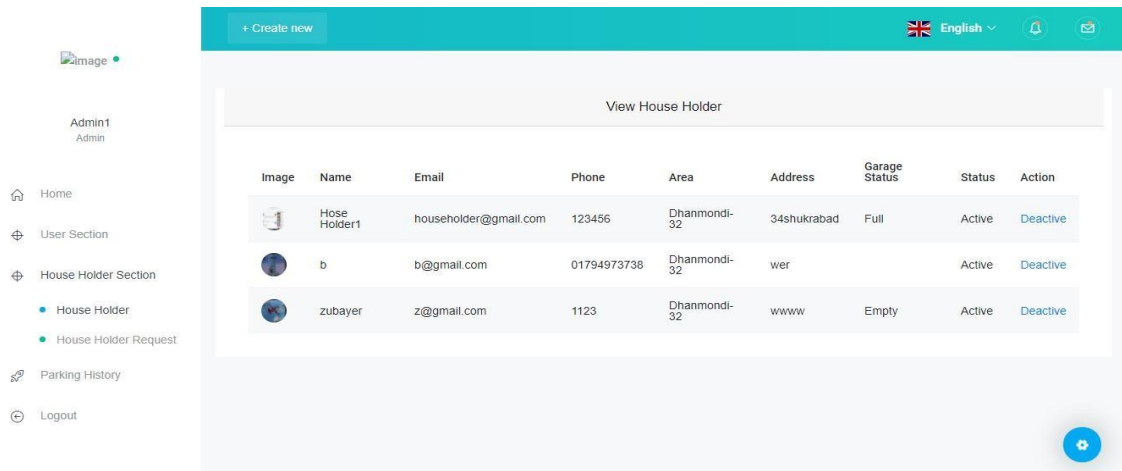 + Create new
English
Image
Admin1
Admin
Home
User Section
House Holder Section
House Holder
House Holder Request
Parking History
Logout
View House Holder
Image Name Email Phone Area Address Garage Status Status Action
Hose Holder1 householder@gmail.com 123456 Dhanmondi-32 34shukrabad Full Active Deactive
b b@gmail.com 01794973738 Dhanmondi-32 wer Active Deactive
zubayer z@gmail.com 1123 Dhanmondi-32 wwww Empty Active Deactive